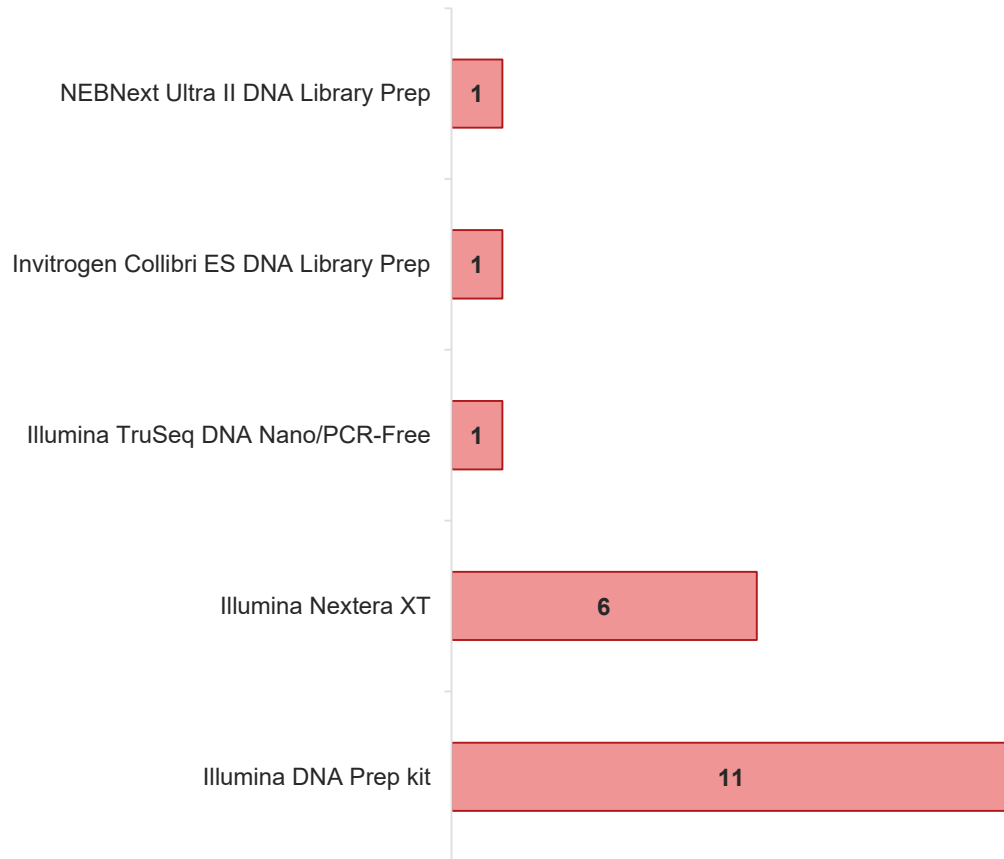 NEBNext Ultra II DNA Library Prep
1
Invitrogen Collibri ES DNA Library Prep
1
Illumina TruSeq DNA Nano/PCR-Free
1
Illumina Nextera XT
6
Illumina DNA Prep kit
11